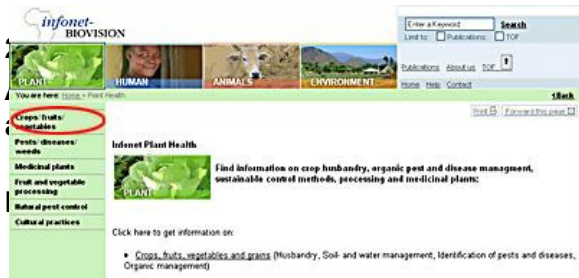 infonet-
BIOVISION
Enter a Keyword Search
Limit to: Publications TOF
PLANT HUMAN ANIMALS ENVIRONMENT
Publications About us TOF
Home Help Contact
You are here: Home > Plant Health
Back
Print Forward this page
Crops/ fruits/
vegetables
Pests/ diseases/
weeds
Medicinal plants
Fruit and vegetable
processing
Natural pest control
Cultural practices
Infonet Plant Health
PLANT
Find information on crop husbandry, organic pest and disease managment,
sustainable control methods, processing and medicinal plants:
Click here to get information on:
• Crops, fruits, vegetables and grains (Husbandry, Soil- and water management, Identification of pests and diseases,
Organic management)